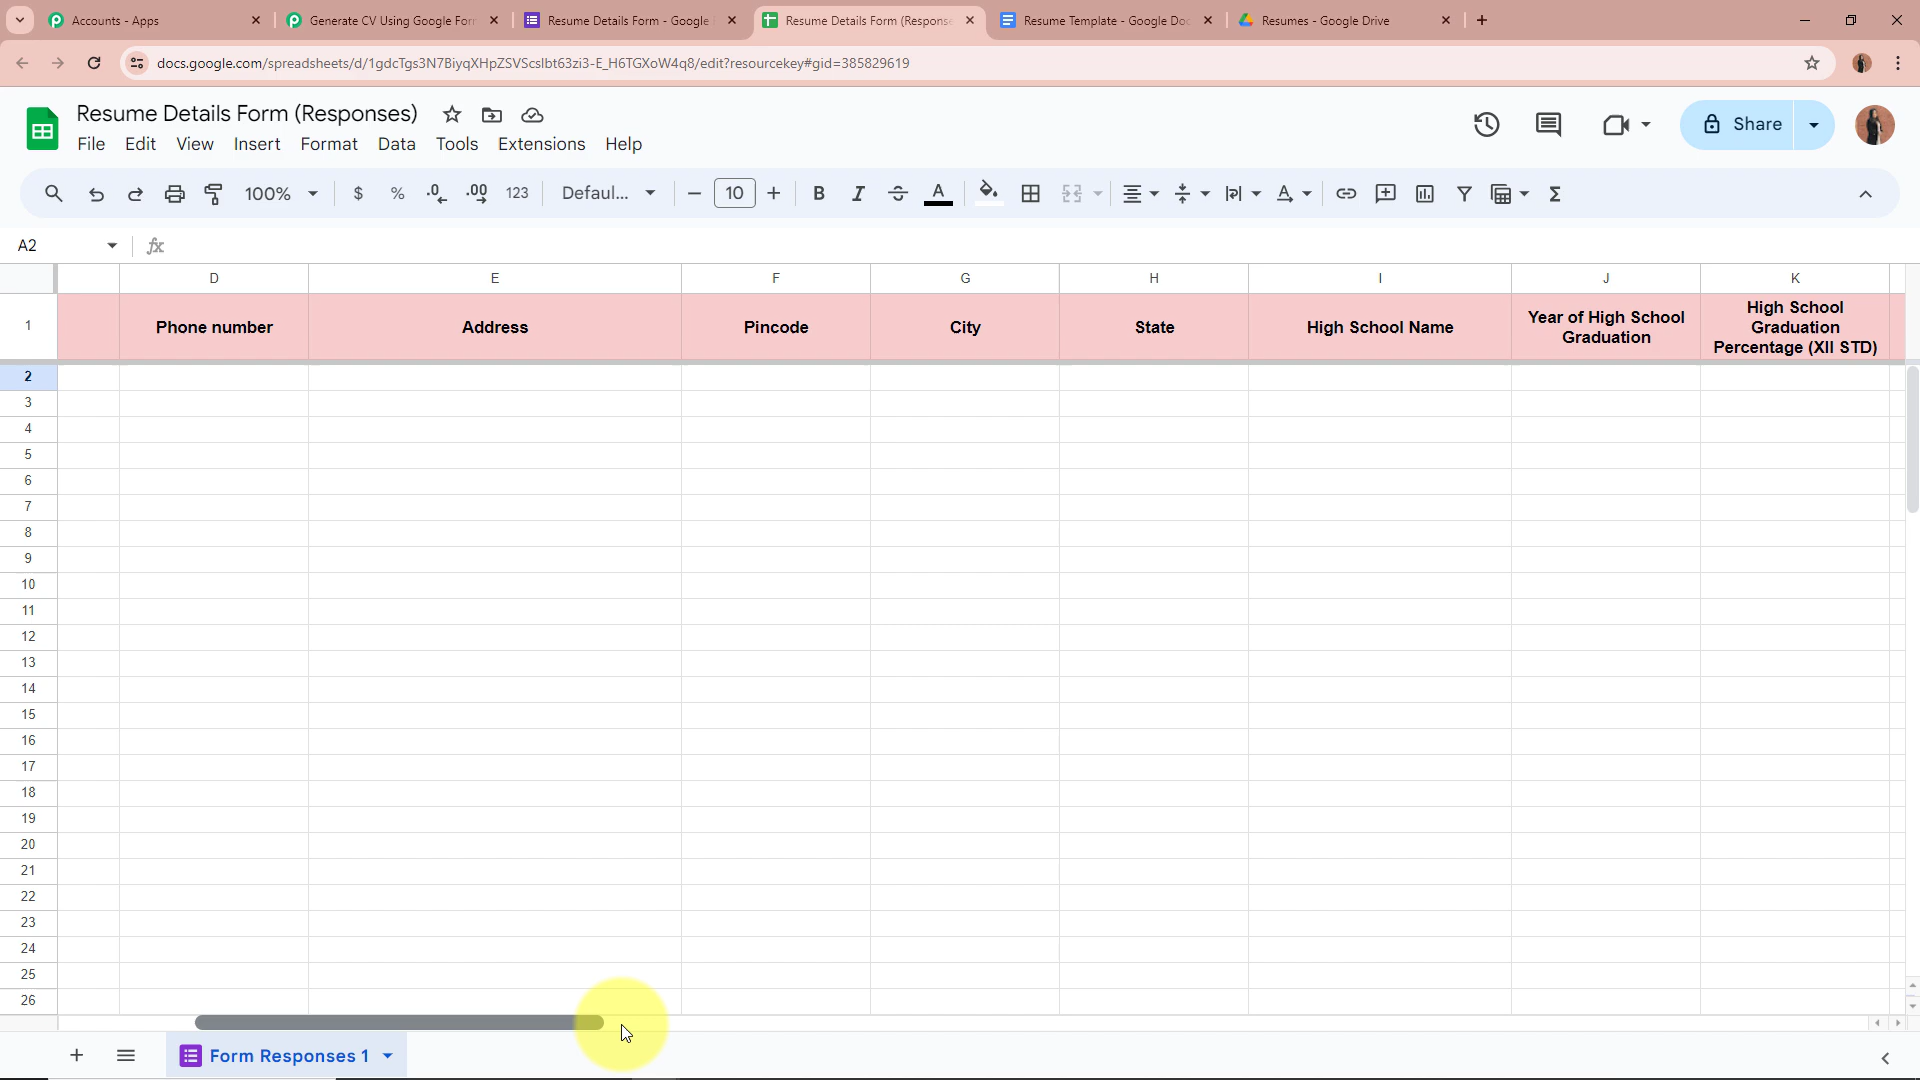 Accounts - Apps
Generate CV Using Google Form
Resume Details Form - Google
Resume Details Form (Response
Resume Template - Google Doc
Resumes - Google Drive
docs.google.com/spreadsheets/d/1gdcTgs3N7BiyqXHpZSVScslbt63zi3-E_H6TGXoW4q8/edit?resourcekey#gid=385829619
Resume Details Form (Responses)
Share
File Edit View Insert Format Data Tools Extensions Help
100% $ % .0 .00 123 Defaul... 10 B I A Σ
A2 fx
D E F G H I J K
1 Phone number Address Pincode City State High School Name Year of High School Graduation High School Graduation Percentage (XII STD)
2
3
4
5
6
7
8
9
10
11
12
13
14
15
16
17
18
19
20
21
22
23
24
25
26
Form Responses 1